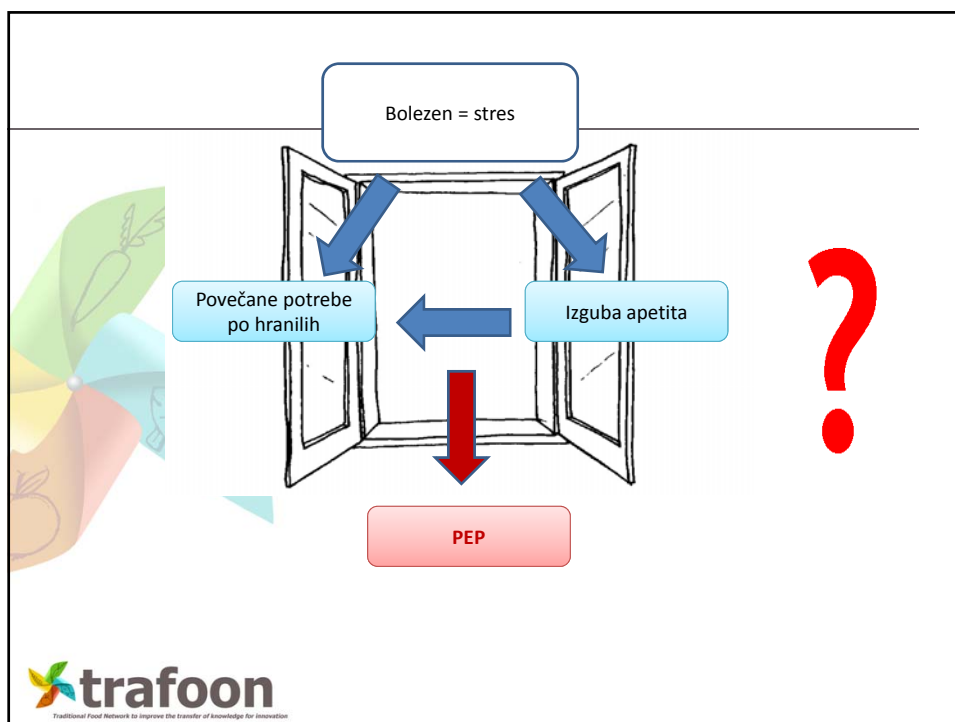 Bolezen = stres
Povečane potrebe
po hranilih
Izguba apetita
?
PEP
trafoon
Traditional Food Network to improve the transfer of knowledge for innovation